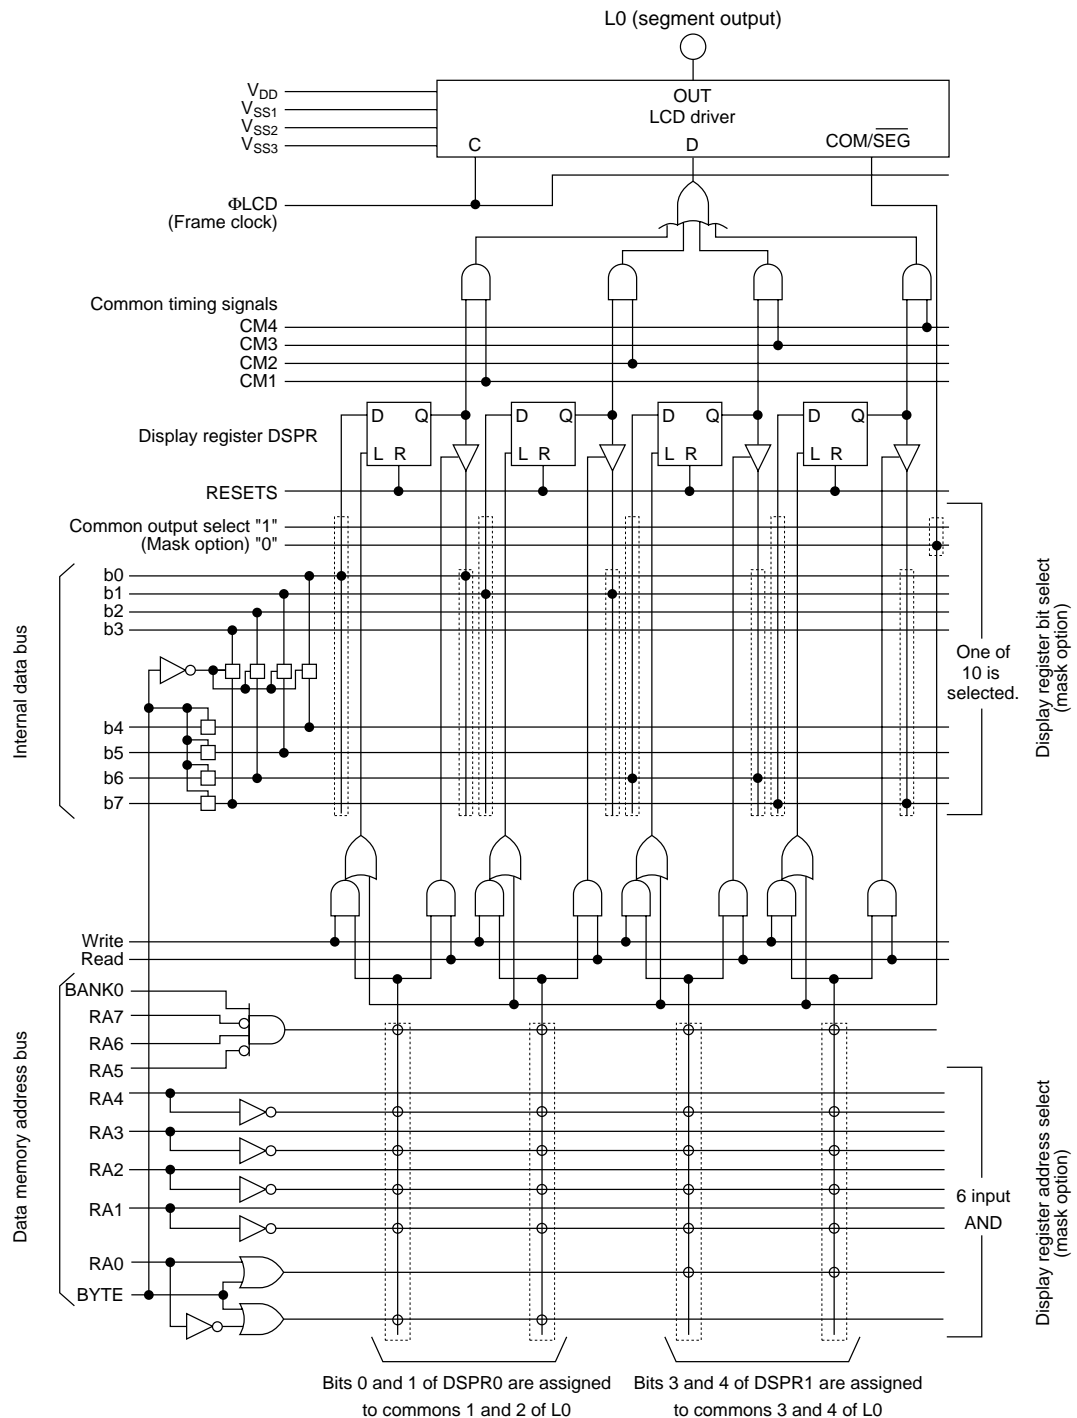 L0 (segment output)
OUT
LCD driver
C
D
COM/SEG
VDD
VSS1
VSS2
VSS3
ΦLCD
(Frame clock)
Common timing signals
CM4
CM3
CM2
CM1
Display register DSPR
D Q
L R
D Q
L R
D Q
L R
D Q
L R
RESETS
Common output select "1"
(Mask option) "0"
Internal data bus
b0
b1
b2
b3
b4
b5
b6
b7
One of
10 is
selected.
Display register bit select
(mask option)
Write
Read
Data memory address bus
BANK0
RA7
RA6
RA5
RA4
RA3
RA2
RA1
RA0
BYTE
6 input
AND
Display register address select
(mask option)
Bits 0 and 1 of DSPR0 are assigned
to commons 1 and 2 of L0
Bits 3 and 4 of DSPR1 are assigned
to commons 3 and 4 of L0